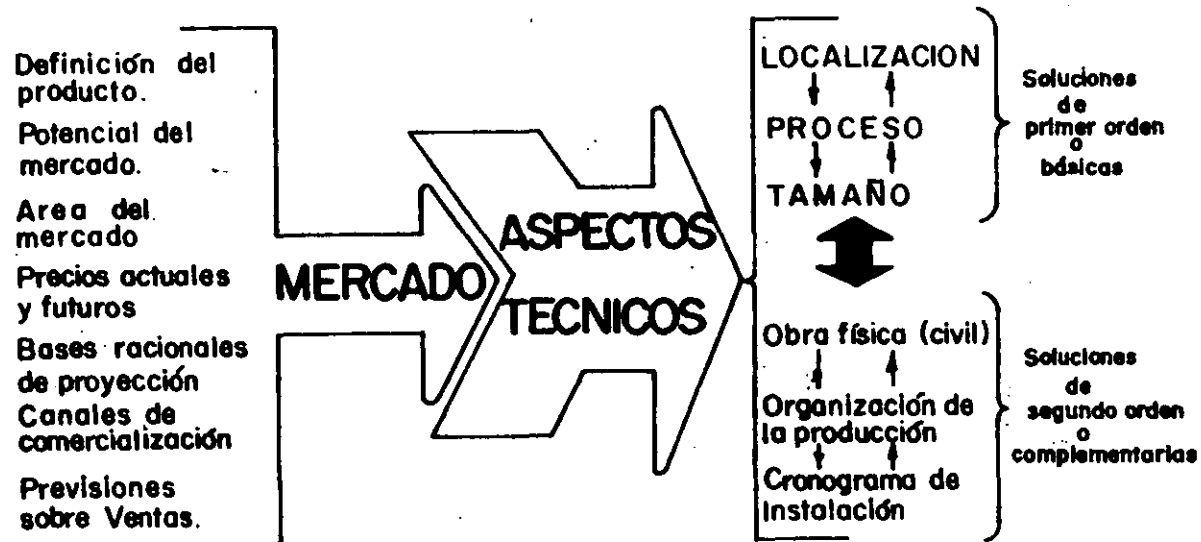 Definición del
producto.
Potencial del
mercado.
Area del
mercado
Precios actuales
y futuros
Bases racionales
de proyección
Canales de
comercialización
Previsiones
sobre Ventas.
MERCADO
ASPECTOS
TECNICOS
LOCALIZACION
PROCESO
TAMAÑO
Soluciones
de
primer orden
o
básicas
Obra física (civil)
Organización de
la producción
Cronograma de
Instalación
Soluciones
de
segundo orden
o
complementarias